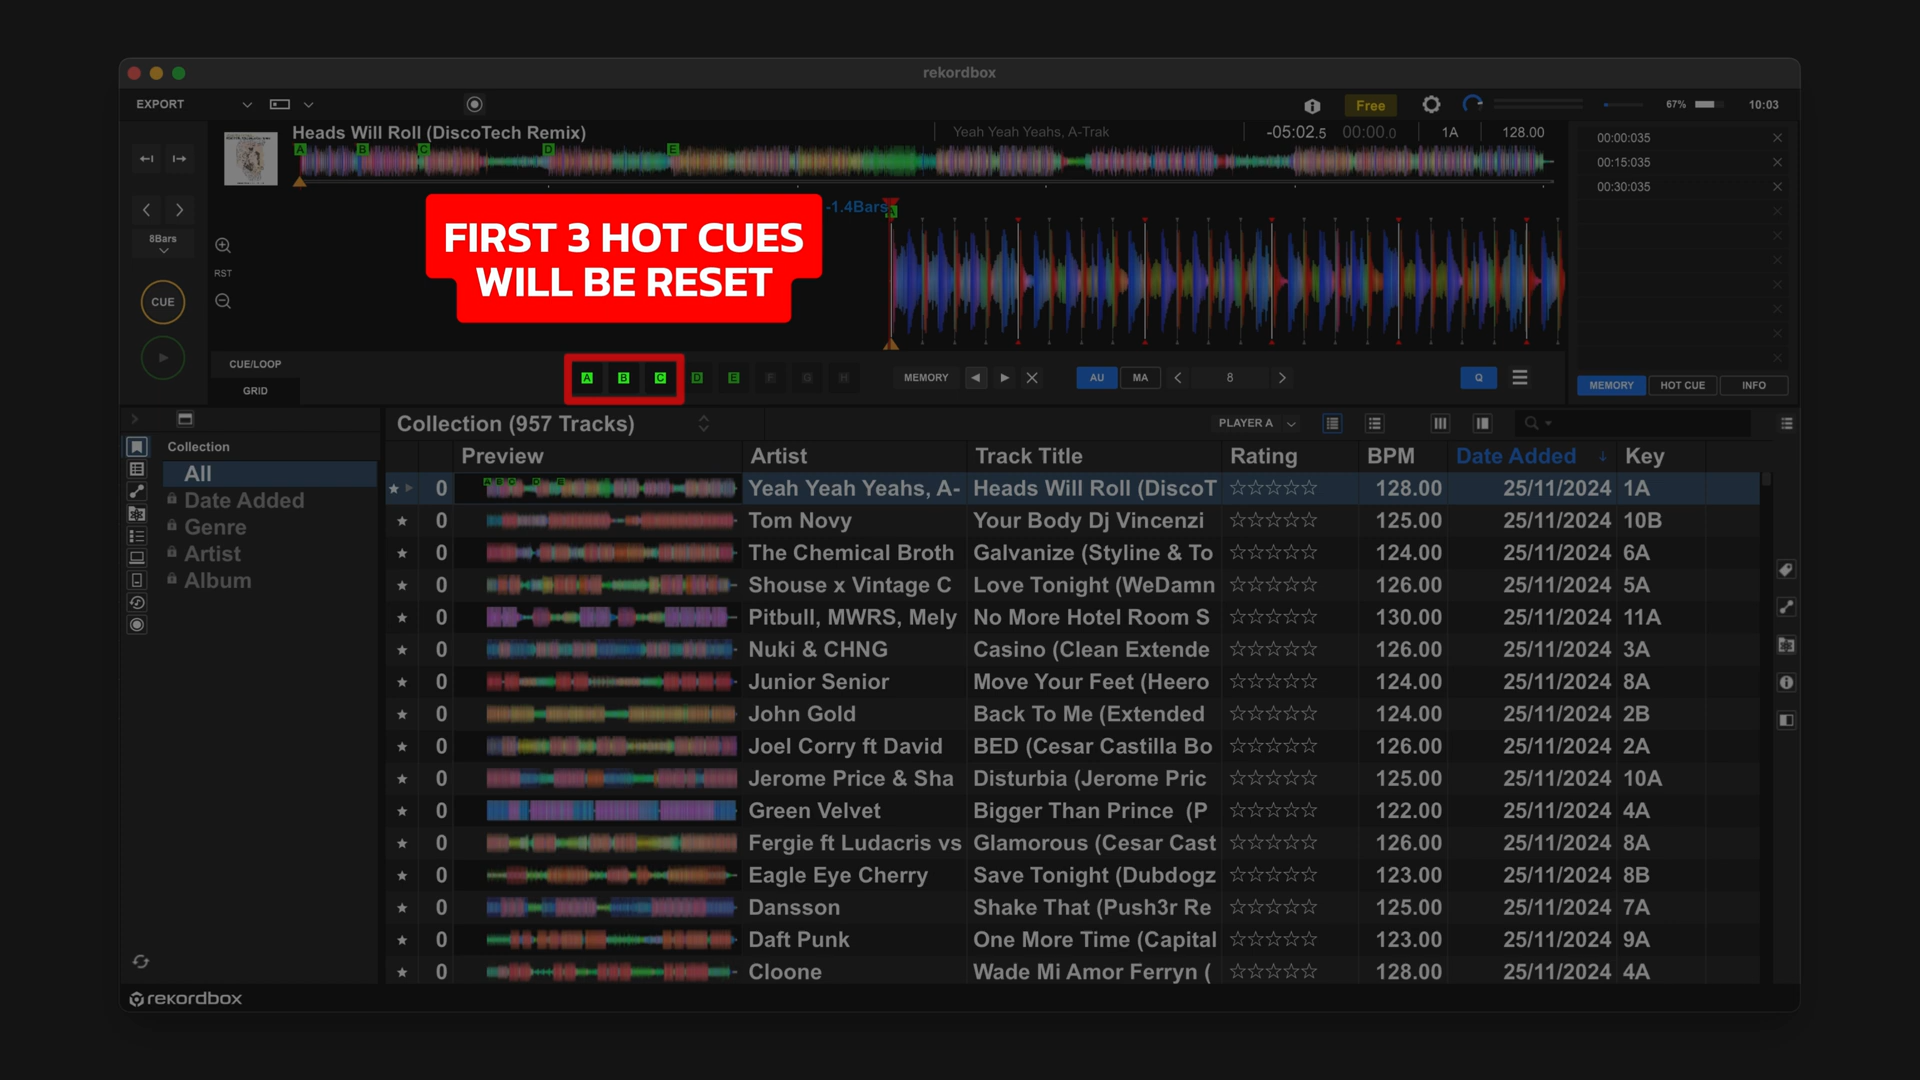 rekordbox
EXPORT
Free
67%
10:03
Heads Will Roll (DiscoTech Remix)
Yeah Yeah Yeahs, A-Trak
-05:02.5
00:00.0
1A
128.00
A
B
C
D
E
00:00:035
00:15:035
00:30:035
-1.4Bars
A
FIRST 3 HOT CUES
WILL BE RESET
8Bars
RST
CUE
CUE/LOOP
GRID
A B C D E F G H
MEMORY
AU
MA
8
Q
MEMORY
HOT CUE
INFO
Collection
All
Date Added
Genre
Artist
Album
Collection (957 Tracks)
PLAYER A
Preview Artist Track Title Rating BPM Date Added Key
0 A B C D E Yeah Yeah Yeahs, A- Heads Will Roll (DiscoT 128.00 25/11/2024 1A
0 Tom Novy Your Body Dj Vincenzi 125.00 25/11/2024 10B
0 The Chemical Broth Galvanize (Styline & To 124.00 25/11/2024 6A
0 Shouse x Vintage C Love Tonight (WeDamn 126.00 25/11/2024 5A
0 Pitbull, MWRS, Mely No More Hotel Room S 130.00 25/11/2024 11A
0 Nuki & CHNG Casino (Clean Extende 126.00 25/11/2024 3A
0 Junior Senior Move Your Feet (Heero 124.00 25/11/2024 8A
0 John Gold Back To Me (Extended 124.00 25/11/2024 2B
0 Joel Corry ft David BED (Cesar Castilla Bo 126.00 25/11/2024 2A
0 Jerome Price & Sha Disturbia (Jerome Pric 125.00 25/11/2024 10A
0 Green Velvet Bigger Than Prince (P 122.00 25/11/2024 4A
0 Fergie ft Ludacris vs Glamorous (Cesar Cast 126.00 25/11/2024 8A
0 Eagle Eye Cherry Save Tonight (Dubdogz 123.00 25/11/2024 8B
0 Dansson Shake That (Push3r Re 125.00 25/11/2024 7A
0 Daft Punk One More Time (Capital 123.00 25/11/2024 9A
0 Cloone Wade Mi Amor Ferryn ( 128.00 25/11/2024 4A
rekordbox